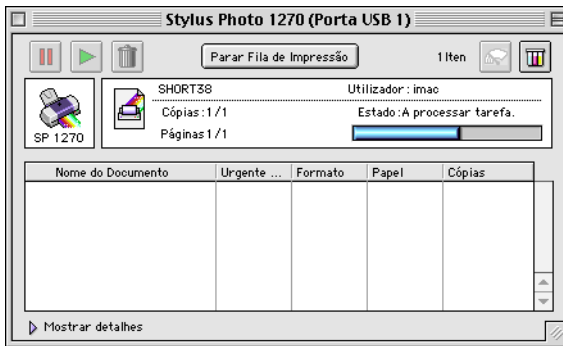 Stylus Photo 1270 (Porta USB 1)
Parar Fila de Impressão
1 Iten
SHORT38
Utilizador : imac
Cópias : 1 /1
Estado : A processar tarefa.
SP 1270
Páginas 1 /1
Nome do Documento Urgente ... Formato Papel Cópias
Mostrar detalhes